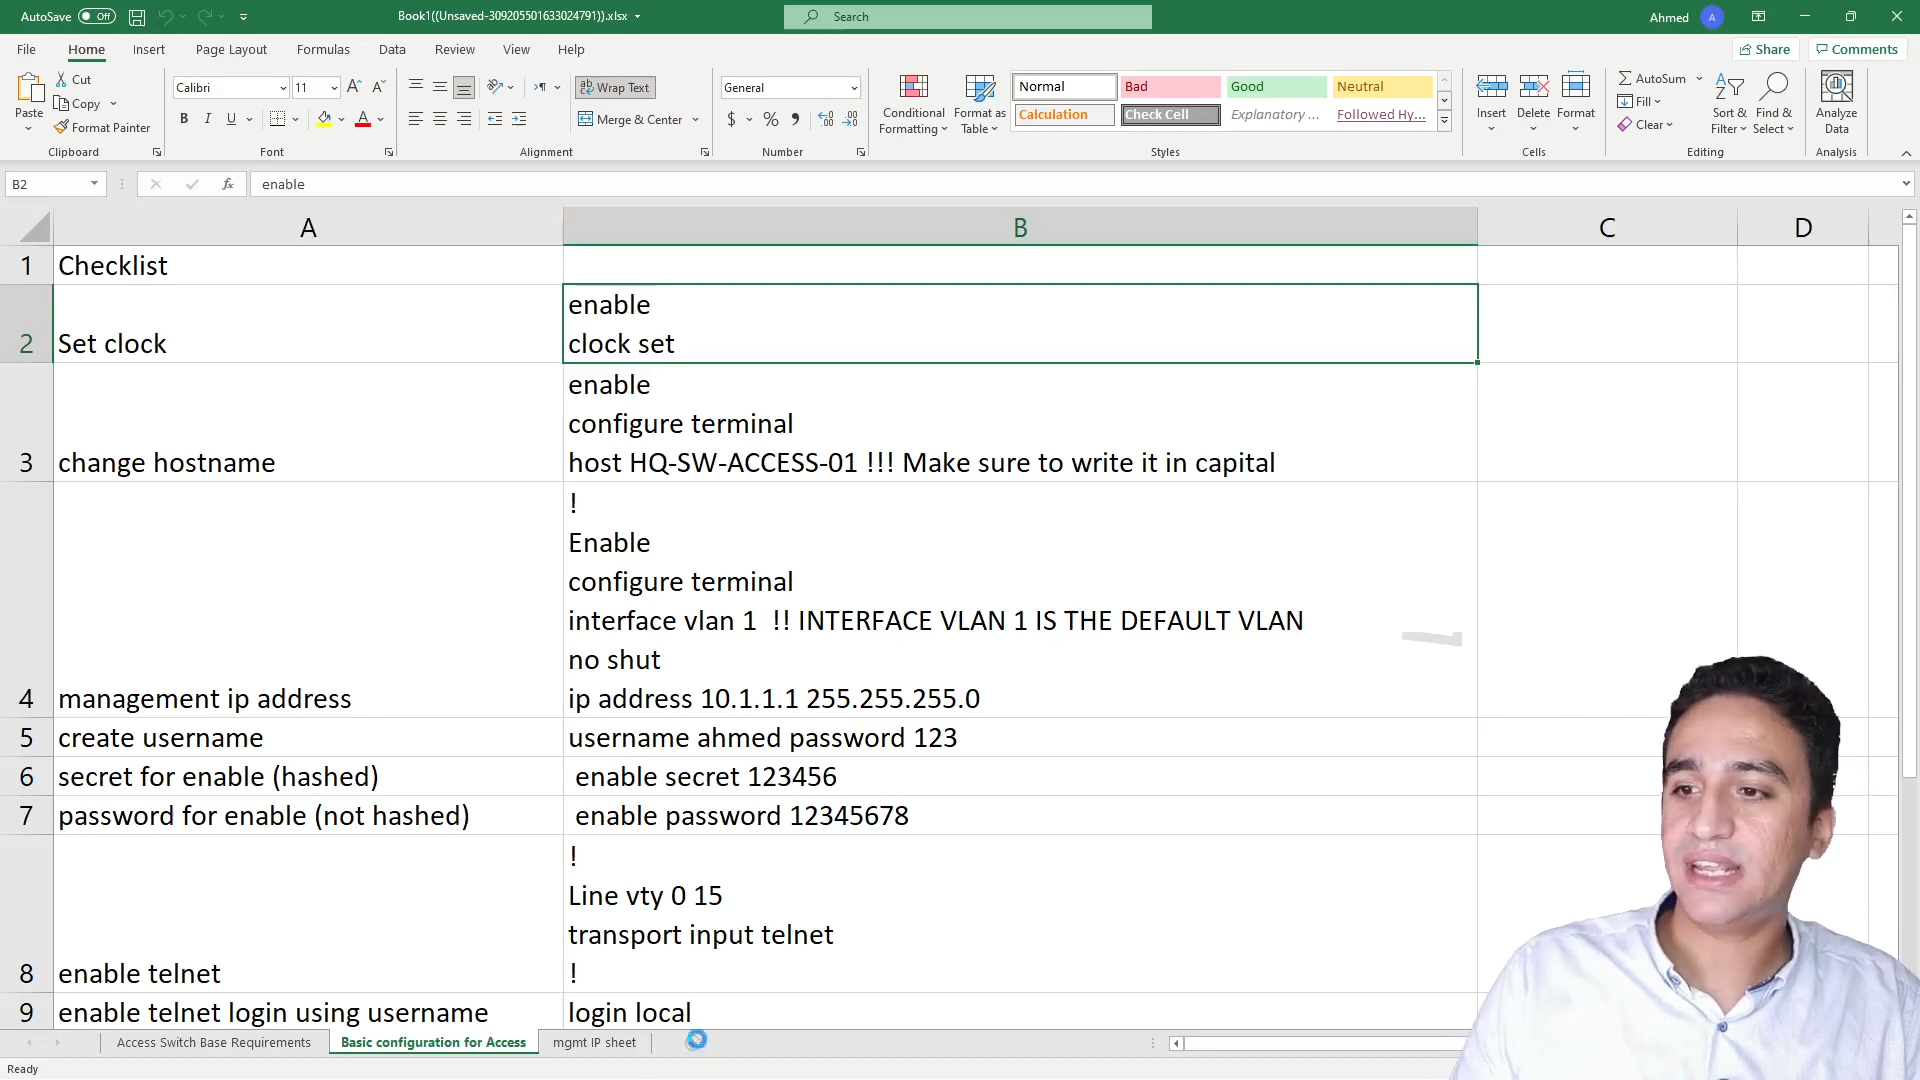 AutoSave Off Book1((Unsaved-309205501633024791)).xlsx Search Ahmed A
File Home Insert Page Layout Formulas Data Review View Help Share Comments
Paste
Cut
Copy
Format Painter
Clipboard
Calibri 11
B I U
Font
Wrap Text
Merge & Center
Alignment
General
$ % ,
Number
Conditional Formatting
Format as Table
Normal Bad Good Neutral
Calculation Check Cell Explanatory ... Followed Hy...
Styles
Insert Delete Format
Cells
AutoSum
Fill
Clear
Sort & Filter
Find & Select
Editing
Analyze Data
Analysis
B2 fx enable
A B C D
1 Checklist
enable
2 Set clock clock set
enable
configure terminal
3 change hostname host HQ-SW-ACCESS-01 !!! Make sure to write it in capital
!
Enable
configure terminal
interface vlan 1  !! INTERFACE VLAN 1 IS THE DEFAULT VLAN
no shut
4 management ip address ip address 10.1.1.1 255.255.255.0
5 create username username ahmed password 123
6 secret for enable (hashed) enable secret 123456
7 password for enable (not hashed) enable password 12345678
!
Line vty 0 15
transport input telnet
8 enable telnet !
9 enable telnet login using username login local
Access Switch Base Requirements Basic configuration for Access mgmt IP sheet
Ready